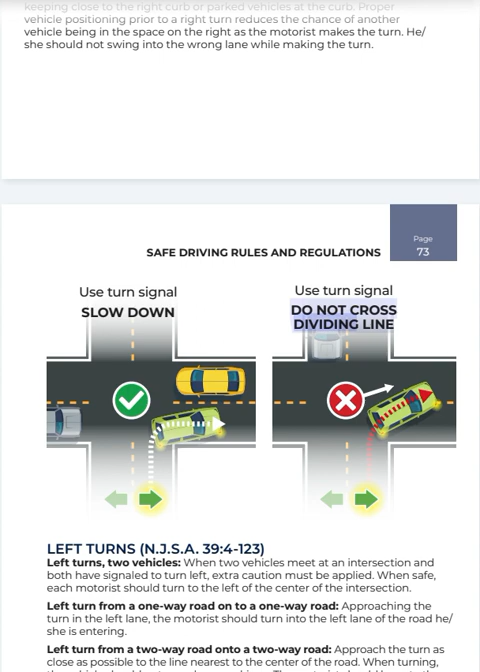 keeping close to the right curb or parked vehicles at the curb. Proper
vehicle positioning prior to a right turn reduces the chance of another
vehicle being in the space on the right as the motorist makes the turn. He/
she should not swing into the wrong lane while making the turn.
SAFE DRIVING RULES AND REGULATIONS
Page
73
Use turn signal
SLOW DOWN
Use turn signal
DO NOT CROSS
DIVIDING LINE
LEFT TURNS (N.J.S.A. 39:4-123)
Left turns, two vehicles: When two vehicles meet at an intersection and
both have signaled to turn left, extra caution must be applied. When safe,
each motorist should turn to the left of the center of the intersection.
Left turn from a one-way road on to a one-way road: Approaching the
turn in the left lane, the motorist should turn into the left lane of the road he/
she is entering.
Left turn from a two-way road onto a two-way road: Approach the turn as
close as possible to the line nearest to the center of the road. When turning,